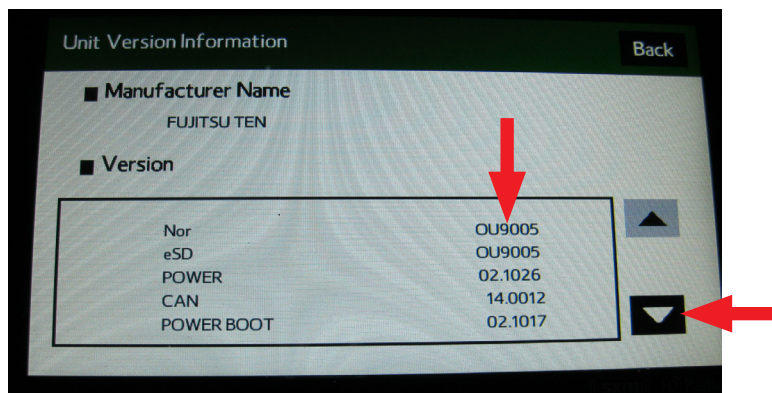 Unit Version Information
Back
■ Manufacturer Name
FUJITSU TEN
■ Version
Nor OU9005
eSD OU9005
POWER 02.1026
CAN 14.0012
POWER BOOT 02.1017